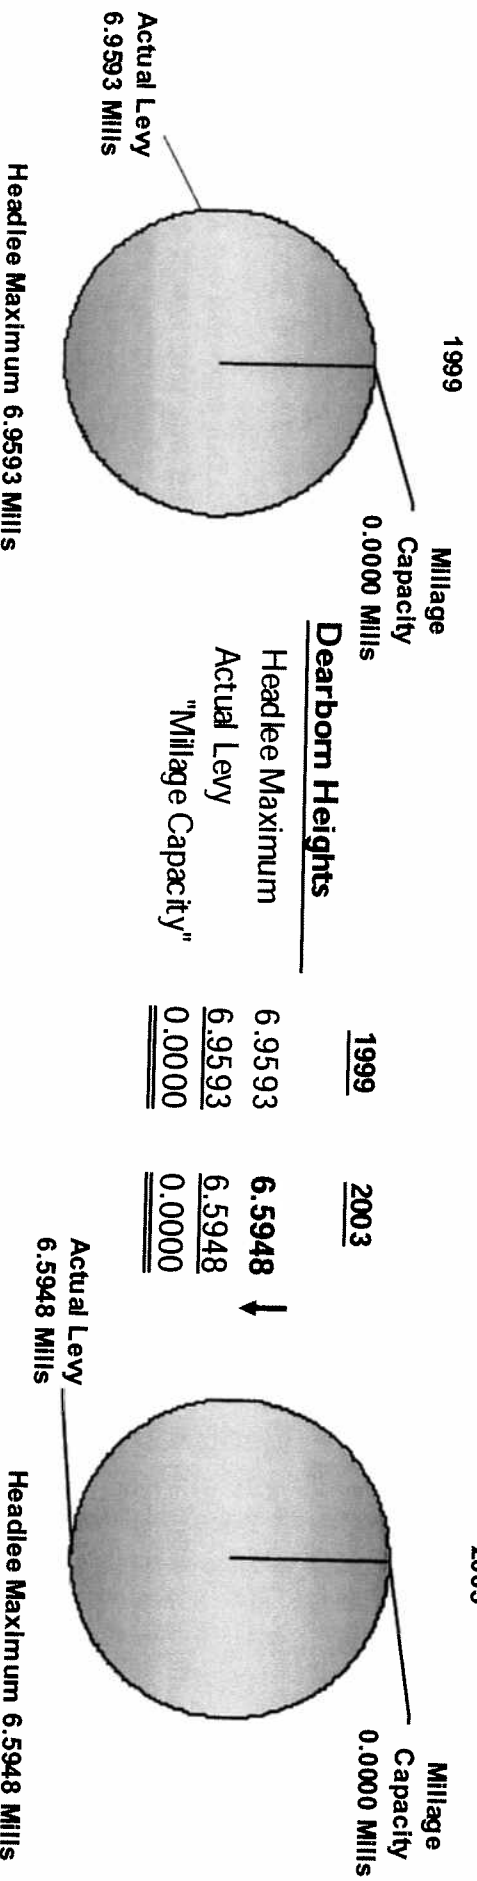 1999
Millage
Capacity
0.0000 Mills
Actual Levy
6.9593 Mills
Headlee Maximum 6.9593 Mills
1999 2003
Dearborn Heights
Headlee Maximum 6.9593 6.5948
Actual Levy 6.9593 6.5948
"Millage Capacity" 0.0000 0.0000
Millage
Capacity
0.0000 Mills
Actual Levy
6.5948 Mills
Headlee Maximum 6.5948 Mills